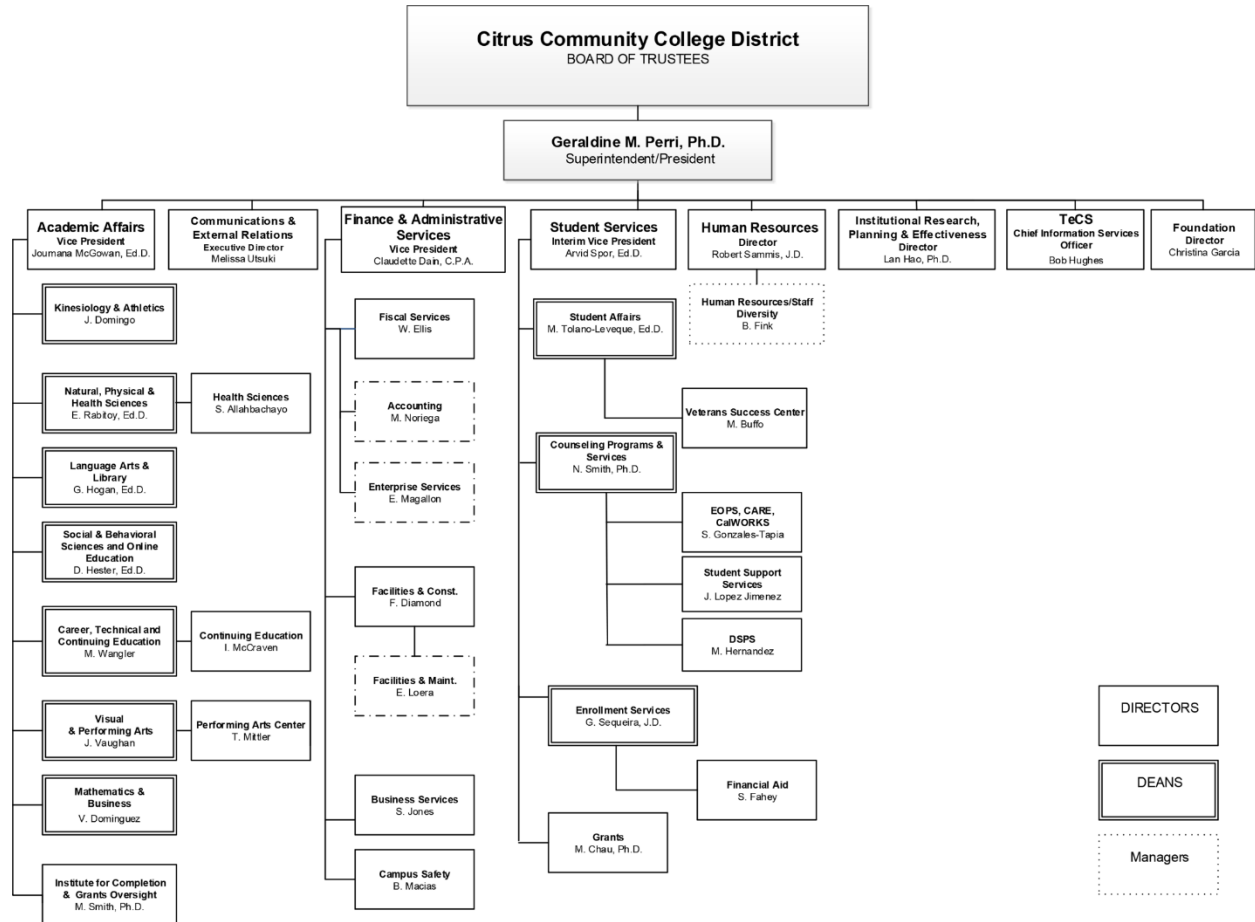 Citrus Community College District
BOARD OF TRUSTEES
Geraldine M. Perri, Ph.D.
Superintendent/President
Academic Affairs
Vice President
Joumana McGowan, Ed.D.
Communications &
External Relations
Executive Director
Melissa Utsuki
Finance & Administrative
Services
Vice President
Claudette Dain, C.P.A.
Student Services
Interim Vice President
Arvid Spor, Ed.D.
Human Resources
Director
Robert Sammis, J.D.
Institutional Research,
Planning & Effectiveness
Director
Lan Hao, Ph.D.
TeCS
Chief Information Services
Officer
Bob Hughes
Foundation
Director
Christina Garcia
Kinesiology & Athletics
J. Domingo
Natural, Physical &
Health Sciences
E. Rabitoy, Ed.D.
Health Sciences
S. Allahbachayo
Language Arts &
Library
G. Hogan, Ed.D.
Social & Behavioral
Sciences and Online
Education
D. Hester, Ed.D.
Career, Technical and
Continuing Education
M. Wangler
Continuing Education
I. McCraven
Visual
& Performing Arts
J. Vaughan
Performing Arts Center
T. Mittler
Mathematics &
Business
V. Dominguez
Institute for Completion
& Grants Oversight
M. Smith, Ph.D.
Fiscal Services
W. Ellis
Accounting
M. Noriega
Enterprise Services
E. Magallon
Facilities & Const.
F. Diamond
Facilities & Maint.
E. Loera
Business Services
S. Jones
Campus Safety
B. Macias
Student Affairs
M. Tolano-Leveque, Ed.D.
Veterans Success Center
M. Buffo
Counseling Programs &
Services
N. Smith, Ph.D.
EOPS, CARE,
CalWORKS
S. Gonzales-Tapia
Student Support
Services
J. Lopez Jimenez
DSPS
M. Hernandez
Enrollment Services
G. Sequeira, J.D.
Financial Aid
S. Fahey
Grants
M. Chau, Ph.D.
Human Resources/Staff
Diversity
B. Fink
DIRECTORS
DEANS
Managers